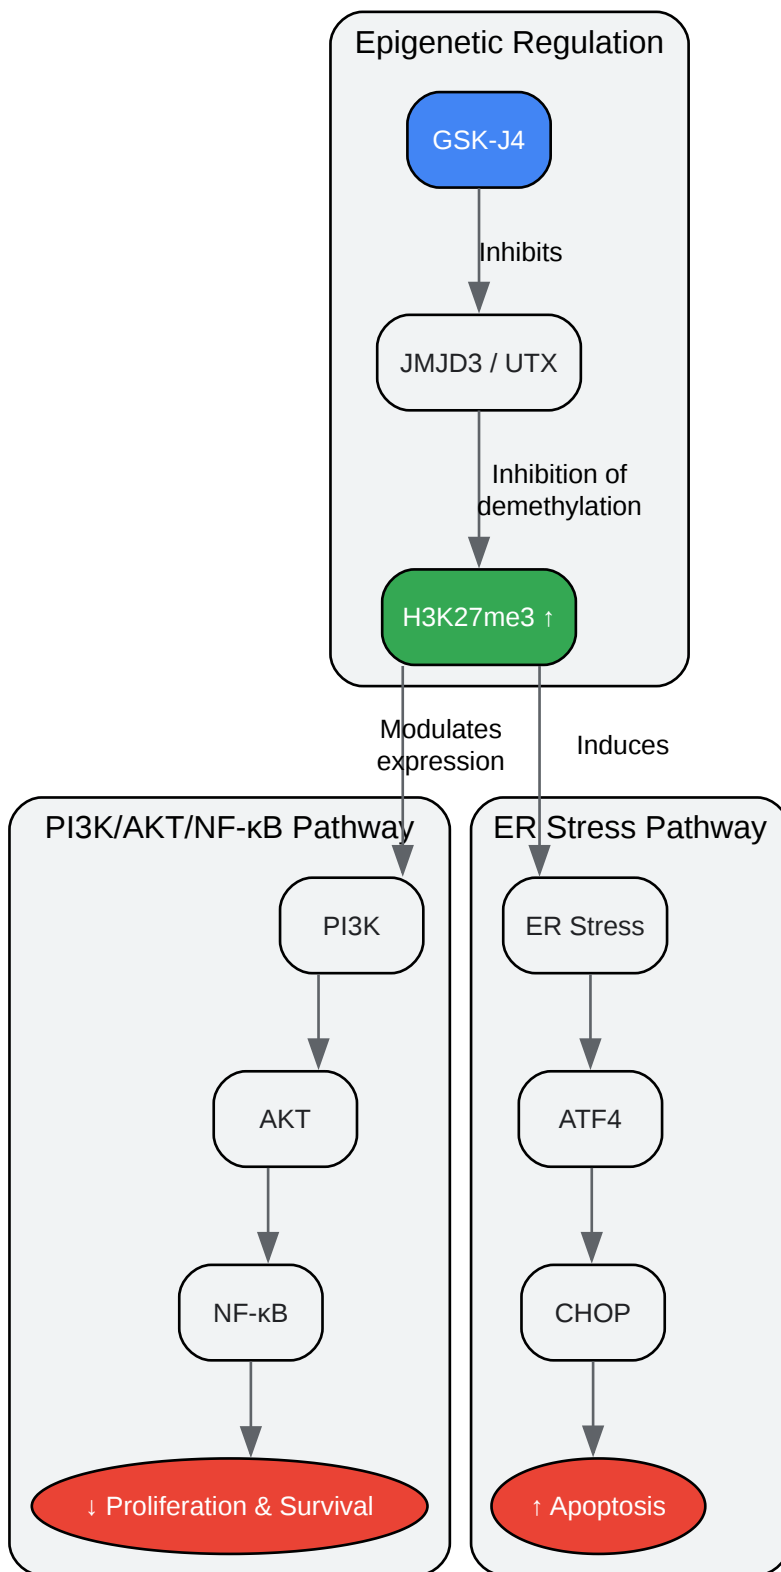 Epigenetic Regulation
GSK-J4
Inhibits
JMJD3 / UTX
Inhibition of
demethylation
H3K27me3 ↑
Modulates
expression
Induces
PI3K/AKT/NF-κB Pathway
PI3K
AKT
NF-κB
↓ Proliferation & Survival
ER Stress Pathway
ER Stress
ATF4
CHOP
↑ Apoptosis